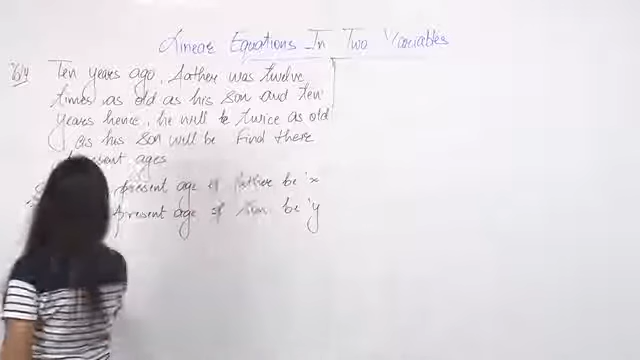 Linear Equations In Two Variables
Ten years ago, father was twelve
times as old as his son and ten
years hence, he will be twice as old
as his son will be Find there
present ages
present age of father be 'x
present age of son be 'y